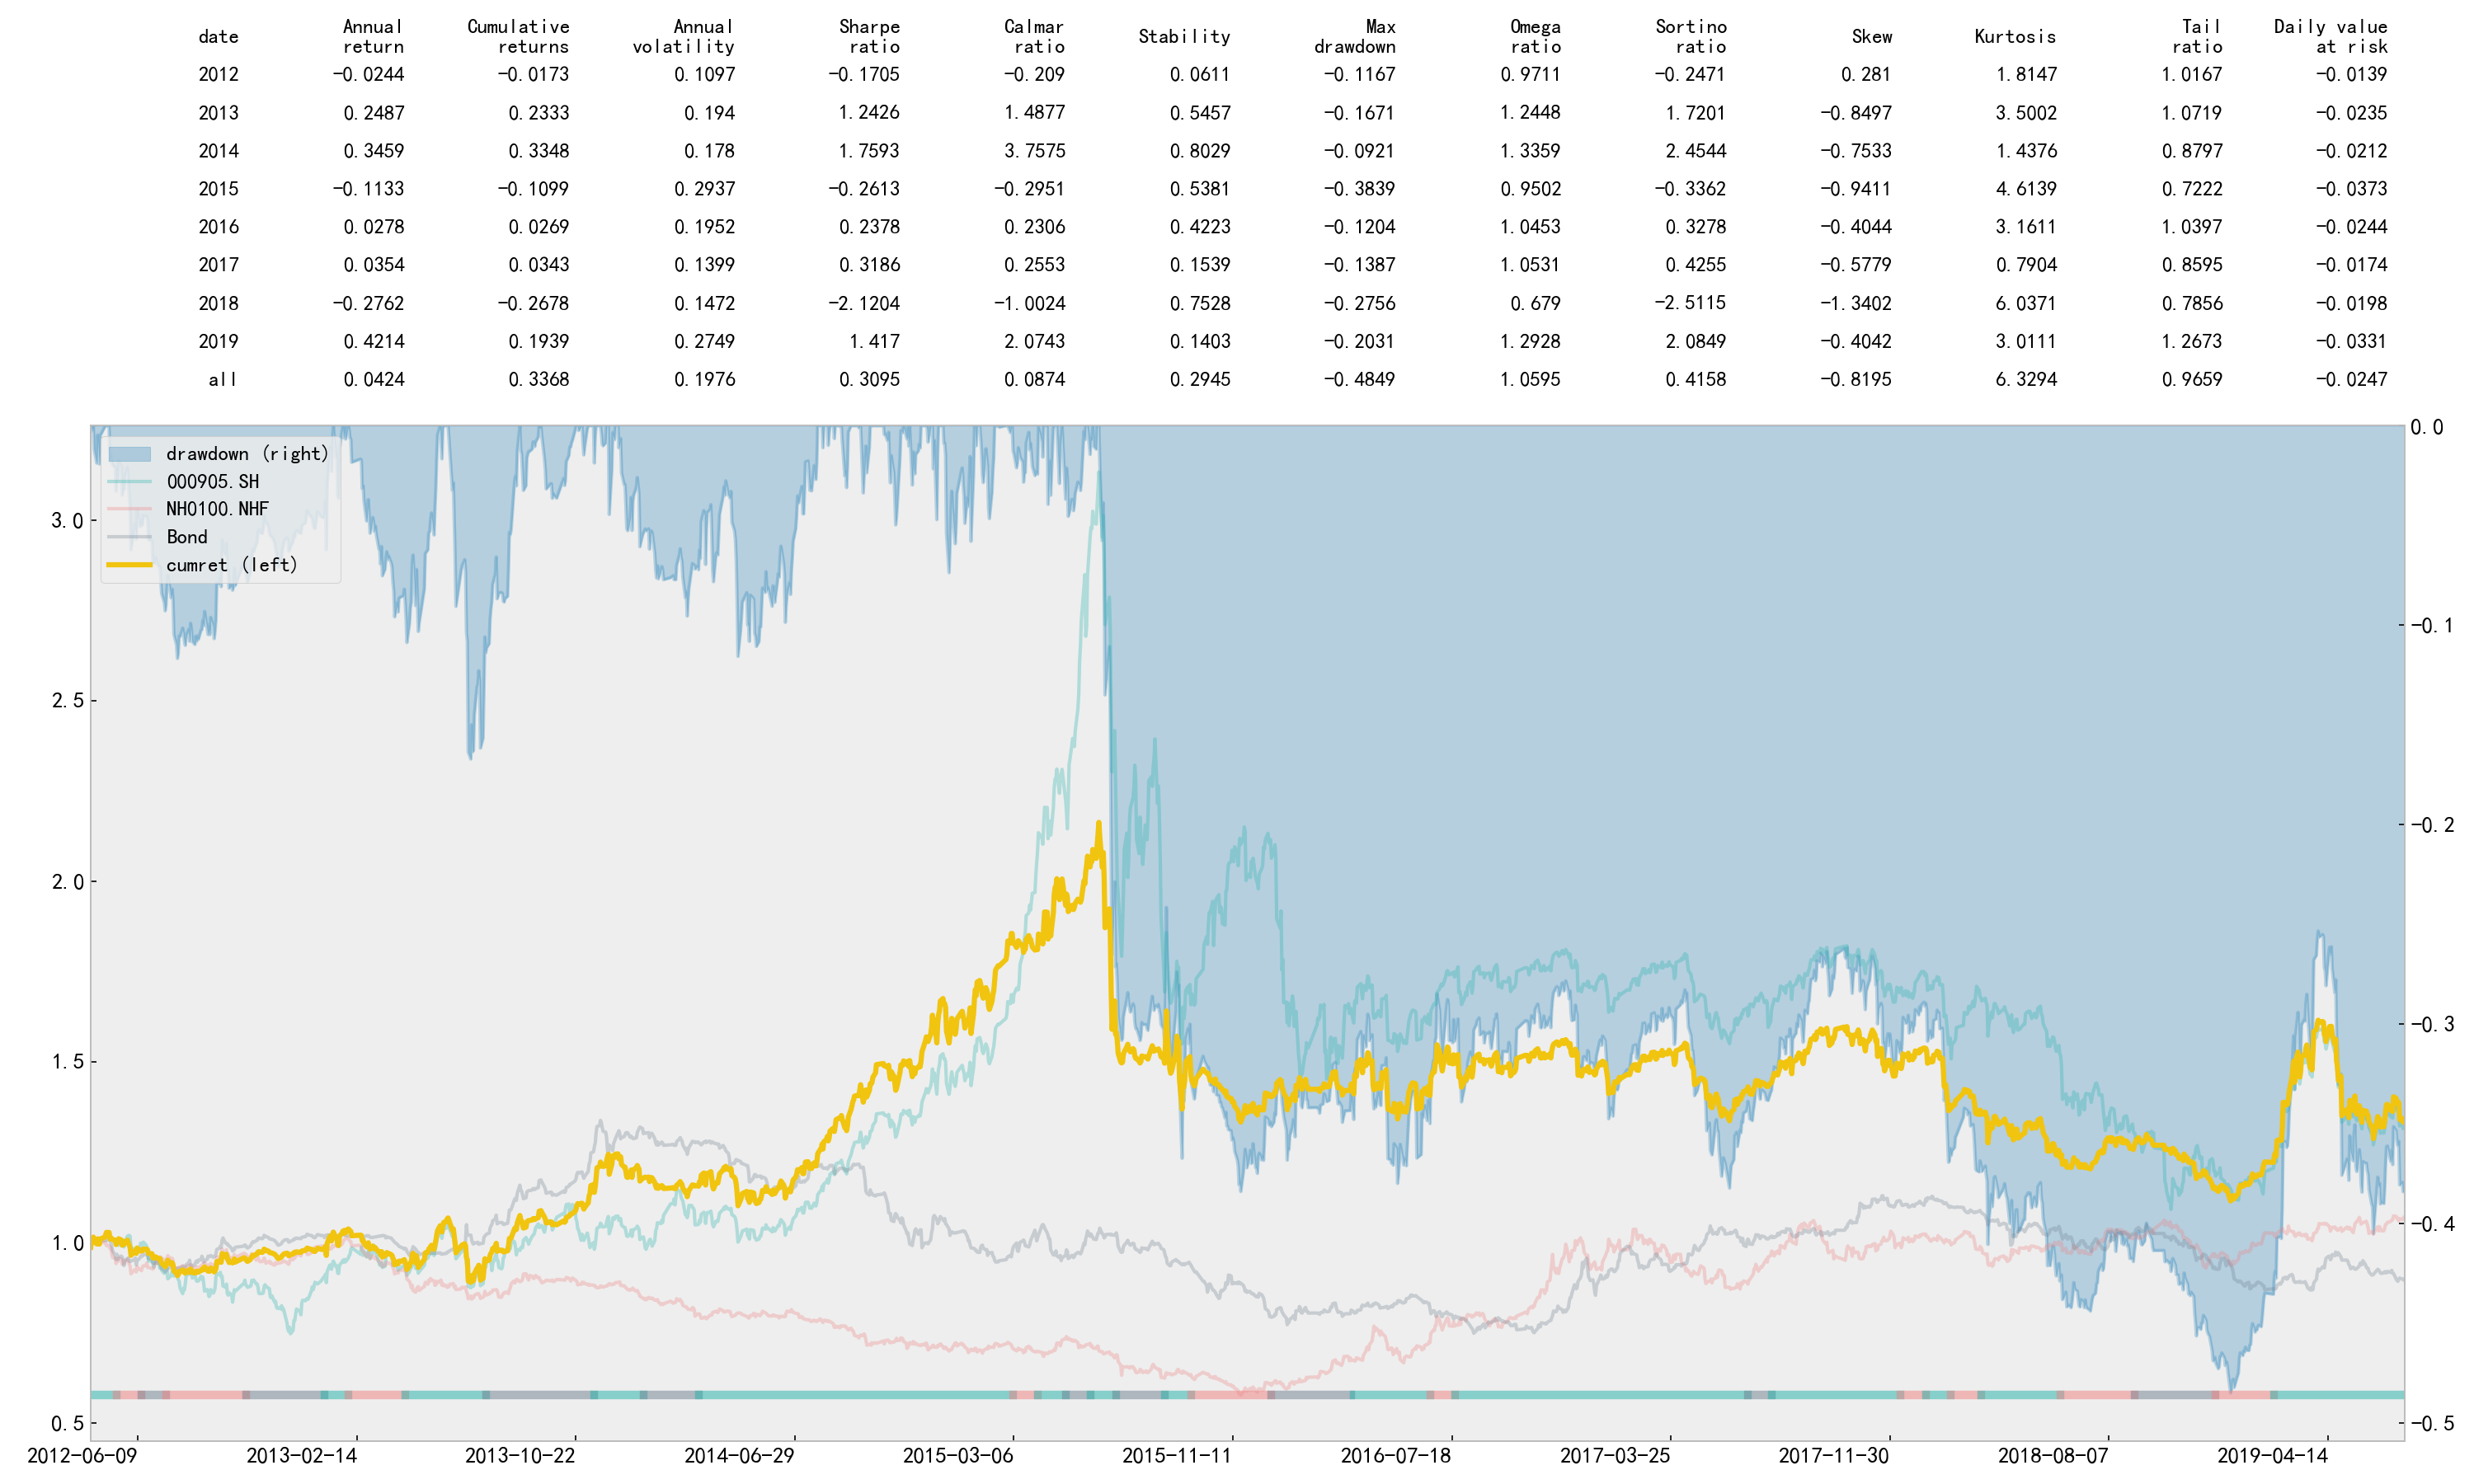 date Annual return Cumulative returns Annual volatility Sharpe ratio Calmar ratio Stability Max drawdown Omega ratio Sortino ratio Skew Kurtosis Tail ratio Daily value at risk
2012 -0.0244 -0.0173 0.1097 -0.1705 -0.209 0.0611 -0.1167 0.9711 -0.2471 0.281 1.8147 1.0167 -0.0139
2013 0.2487 0.2333 0.194 1.2426 1.4877 0.5457 -0.1671 1.2448 1.7201 -0.8497 3.5002 1.0719 -0.0235
2014 0.3459 0.3348 0.178 1.7593 3.7575 0.8029 -0.0921 1.3359 2.4544 -0.7533 1.4376 0.8797 -0.0212
2015 -0.1133 -0.1099 0.2937 -0.2613 -0.2951 0.5381 -0.3839 0.9502 -0.3362 -0.9411 4.6139 0.7222 -0.0373
2016 0.0278 0.0269 0.1952 0.2378 0.2306 0.4223 -0.1204 1.0453 0.3278 -0.4044 3.1611 1.0397 -0.0244
2017 0.0354 0.0343 0.1399 0.3186 0.2553 0.1539 -0.1387 1.0531 0.4255 -0.5779 0.7904 0.8595 -0.0174
2018 -0.2762 -0.2678 0.1472 -2.1204 -1.0024 0.7528 -0.2756 0.679 -2.5115 -1.3402 6.0371 0.7856 -0.0198
2019 0.4214 0.1939 0.2749 1.417 2.0743 0.1403 -0.2031 1.2928 2.0849 -0.4042 3.0111 1.2673 -0.0331
all 0.0424 0.3368 0.1976 0.3095 0.0874 0.2945 -0.4849 1.0595 0.4158 -0.8195 6.3294 0.9659 -0.0247
drawdown (right)
000905.SH
NH0100.NHF
Bond
cumret (left)
3.0
2.5
2.0
1.5
1.0
0.5
0.0
-0.1
-0.2
-0.3
-0.4
-0.5
2012-06-09 2013-02-14 2013-10-22 2014-06-29 2015-03-06 2015-11-11 2016-07-18 2017-03-25 2017-11-30 2018-08-07 2019-04-14